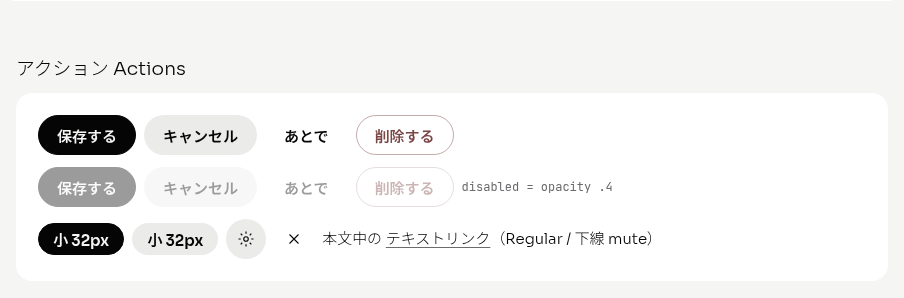 アクション Actions
保存する キャンセル あとで 削除する
保存する キャンセル あとで 削除する disabled = opacity .4
小 32px 小 32px × 本文中の テキストリンク（Regular / 下線 mute）